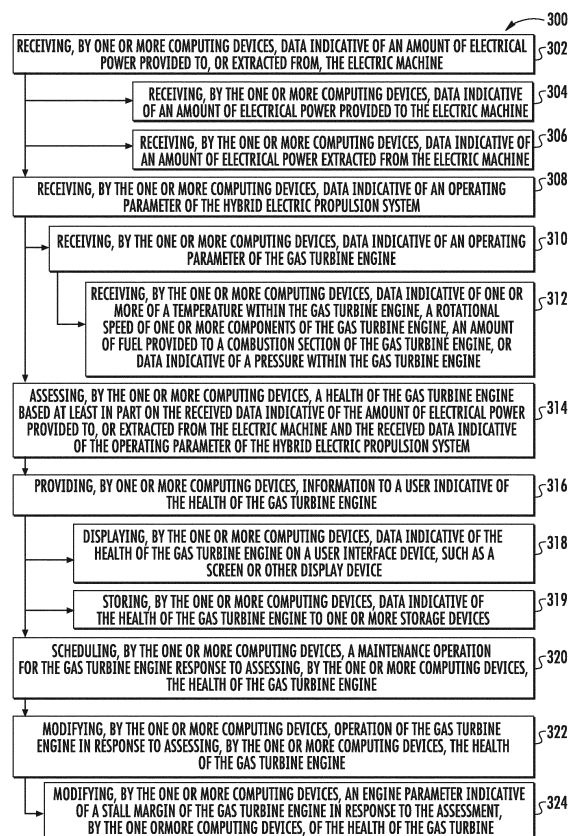 300
RECEIVING, BY ONE OR MORE COMPUTING DEVICES, DATA INDICATIVE OF AN AMOUNT OF ELECTRICAL
POWER PROVIDED TO, OR EXTRACTED FROM, THE ELECTRIC MACHINE
302
RECEIVING, BY THE ONE OR MORE COMPUTING DEVICES, DATA INDICATIVE
OF AN AMOUNT OF ELECTRICAL POWER PROVIDED TO THE ELECTRIC MACHINE
304
RECEIVING, BY THE ONE OR MORE COMPUTING DEVICES, DATA INDICATIVE OF
AN AMOUNT OF ELECTRICAL POWER EXTRACTED FROM THE ELECTRIC MACHINE
306
RECEIVING, BY THE ONE OR MORE COMPUTING DEVICES, DATA INDICATIVE OF AN OPERATING
PARAMETER OF THE HYBRID ELECTRIC PROPULSION SYSTEM
308
RECEIVING, BY THE ONE OR MORE COMPUTING DEVICES, DATA INDICATIVE OF AN OPERATING
PARAMETER OF THE GAS TURBINE ENGINE
310
RECEIVING, BY THE ONE OR MORE COMPUTING DEVICES, DATA INDICATIVE OF ONE OR
MORE OF A TEMPERATURE WITHIN THE GAS TURBINE ENGINE, A ROTATIONAL
SPEED OF ONE OR MORE COMPONENTS OF THE GAS TURBINE ENGINE, AN AMOUNT
OF FUEL PROVIDED TO A COMBUSTION SECTION OF THE GAS TURBINE ENGINE, OR
DATA INDICATIVE OF A PRESSURE WITHIN THE GAS TURBINE ENGINE
312
ASSESSING, BY THE ONE OR MORE COMPUTING DEVICES, A HEALTH OF THE GAS TURBINE ENGINE
BASED AT LEAST IN PART ON THE RECEIVED DATA INDICATIVE OF THE AMOUNT OF ELECTRICAL POWER
PROVIDED TO, OR EXTRACTED FROM THE ELECTRIC MACHINE AND THE RECEIVED DATA INDICATIVE
OF THE OPERATING PARAMETER OF THE HYBRID ELECTRIC PROPULSION SYSTEM
314
PROVIDING, BY ONE OR MORE COMPUTING DEVICES, INFORMATION TO A USER INDICATIVE OF
THE HEALTH OF THE GAS TURBINE ENGINE
316
DISPLAYING, BY THE ONE OR MORE COMPUTING DEVICES, DATA INDICATIVE OF THE
HEALTH OF THE GAS TURBINE ENGINE ON A USER INTERFACE DEVICE, SUCH AS A
SCREEN OR OTHER DISPLAY DEVICE
318
STORING, BY THE ONE OR MORE COMPUTING DEVICES, DATA INDICATIVE OF
THE HEALTH OF THE GAS TURBINE ENGINE TO ONE OR MORE STORAGE DEVICES
319
SCHEDULING, BY THE ONE OR MORE COMPUTING DEVICES, A MAINTENANCE OPERATION
FOR THE GAS TURBINE ENGINE RESPONSE TO ASSESSING, BY THE ONE OR MORE COMPUTING DEVICES,
THE HEALTH OF THE GAS TURBINE ENGINE
320
MODIFYING, BY THE ONE OR MORE COMPUTING DEVICES, OPERATION OF THE GAS TURBINE
ENGINE IN RESPONSE TO ASSESSING, BY THE ONE OR MORE COMPUTING DEVICES, THE HEALTH
OF THE GAS TURBINE ENGINE
322
MODIFYING, BY THE ONE OR MORE COMPUTING DEVICES, AN ENGINE PARAMETER INDICATIVE
OF A STALL MARGIN OF THE GAS TURBINE ENGINE IN RESPONSE TO THE ASSESSMENT,
BY THE ONE ORMORE COMPUTING DEVICES, OF THE HEALTH OF THE GAS TURBINE
324